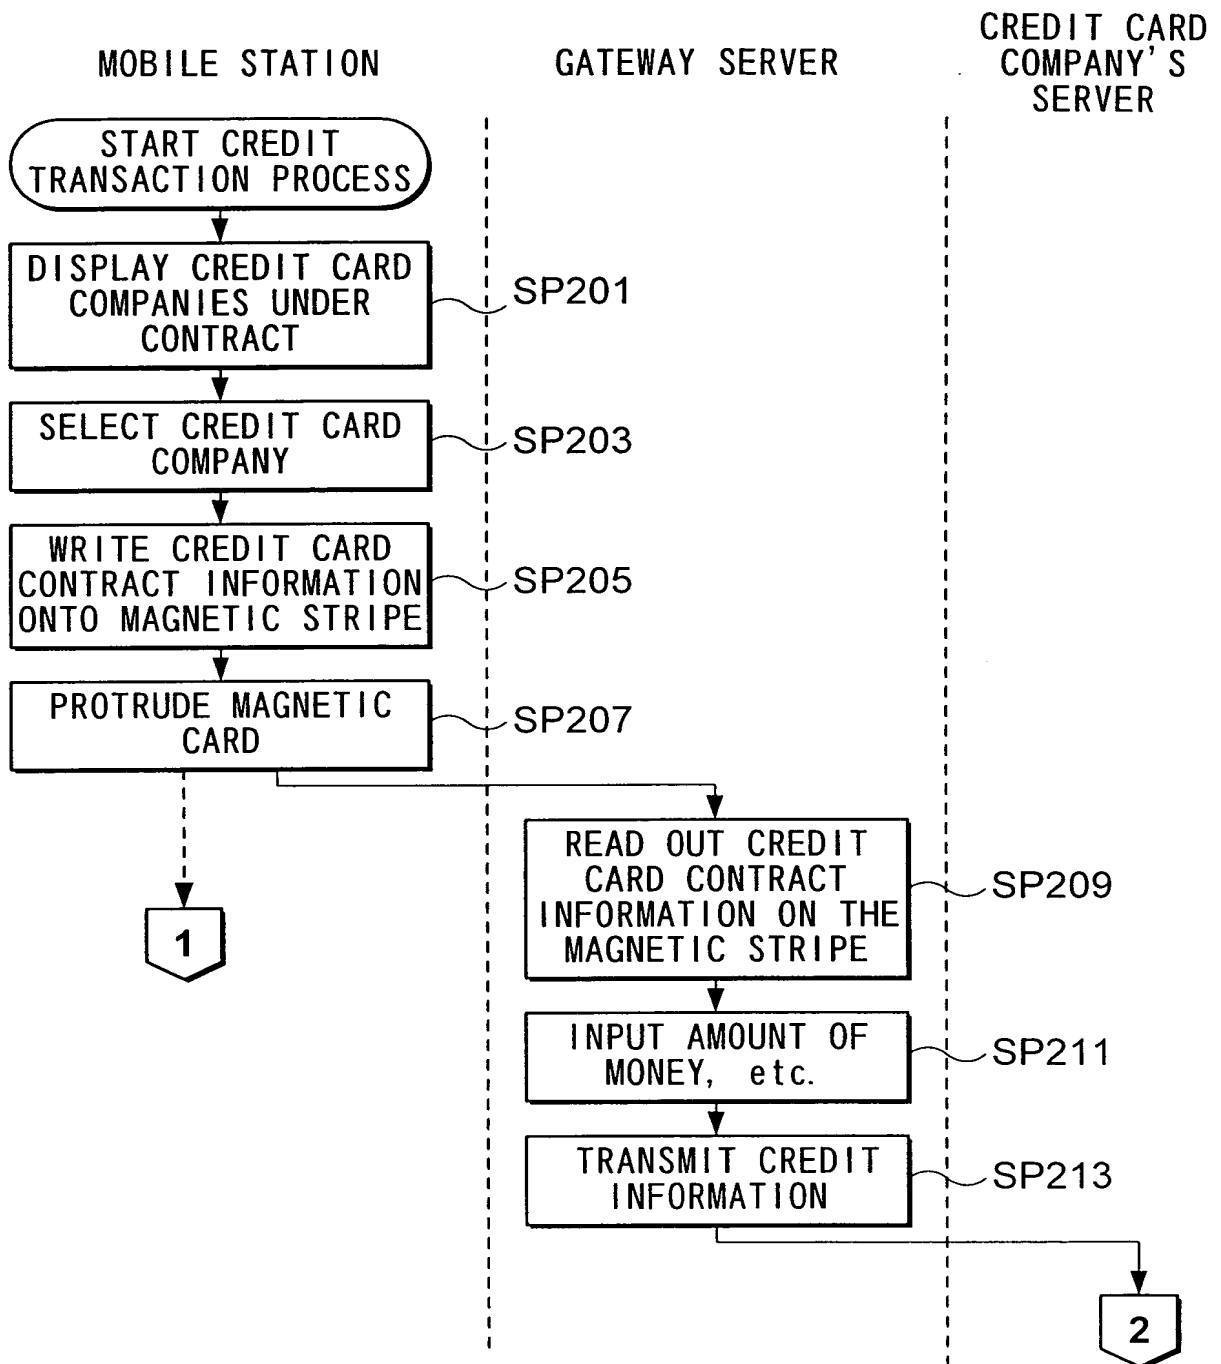 MOBILE STATION
GATEWAY SERVER
CREDIT CARD
COMPANY'S
SERVER
START CREDIT
TRANSACTION PROCESS
DISPLAY CREDIT CARD
COMPANIES UNDER
CONTRACT
SP201
SELECT CREDIT CARD
COMPANY
SP203
WRITE CREDIT CARD
CONTRACT INFORMATION
ONTO MAGNETIC STRIPE
SP205
PROTRUDE MAGNETIC
CARD
SP207
READ OUT CREDIT
CARD CONTRACT
INFORMATION ON THE
MAGNETIC STRIPE
SP209
1
INPUT AMOUNT OF
MONEY, etc.
SP211
TRANSMIT CREDIT
INFORMATION
SP213
2